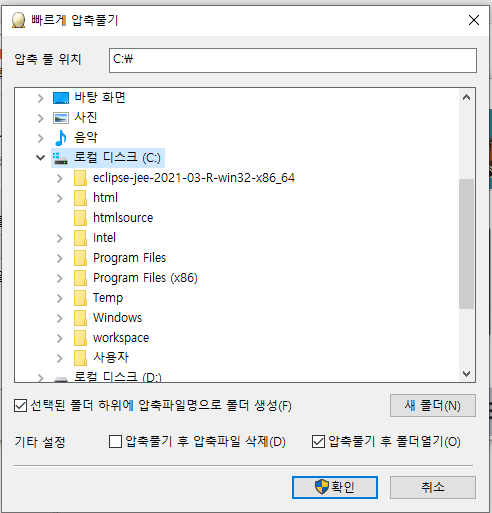 빠르게 압축풀기
압축 풀 위치 C:\
바탕 화면
사진
음악
로컬 디스크 (C:)
eclipse-jee-2021-03-R-win32-x86_64
html
htmlsource
Intel
Program Files
Program Files (x86)
Temp
Windows
workspace
사용자
로컬 디스크 (D:)
선택된 폴더 하위에 압축파일명으로 폴더 생성(F) 새 폴더(N)
기타 설정 압축풀기 후 압축파일 삭제(D) 압축풀기 후 폴더열기(O)
확인 취소